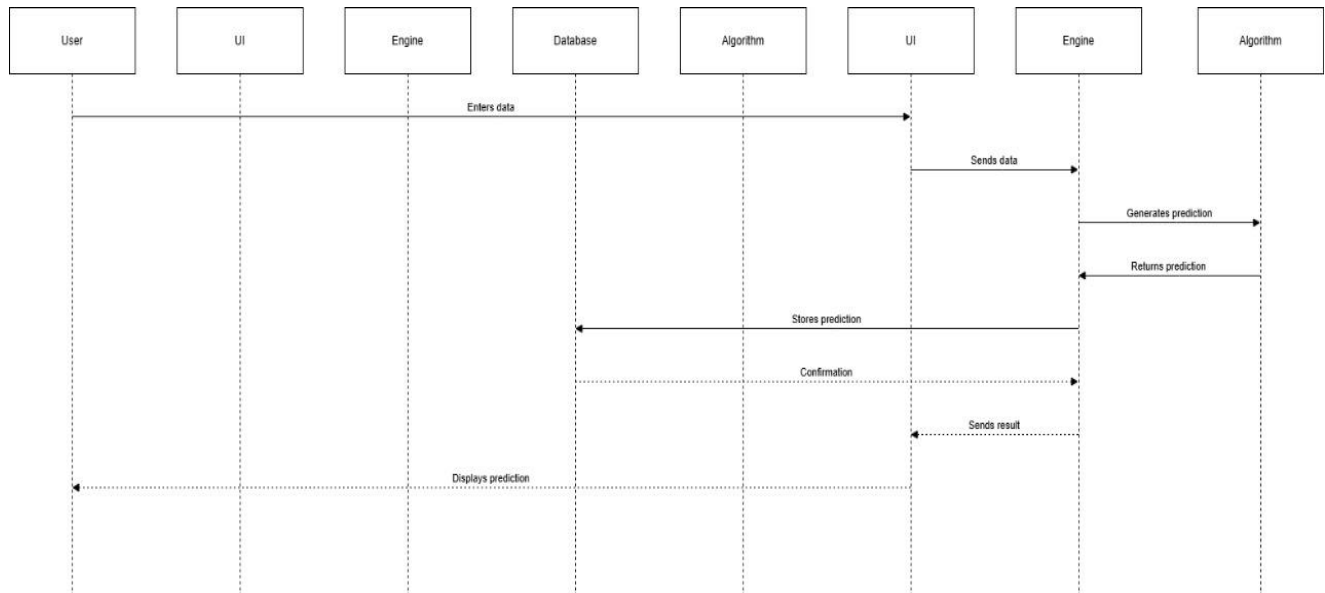 User
UI
Engine
Database
Algorithm
UI
Engine
Algorithm
Enters data
Sends data
Generates prediction
Returns prediction
Stores prediction
Confirmation
Sends result
Displays prediction